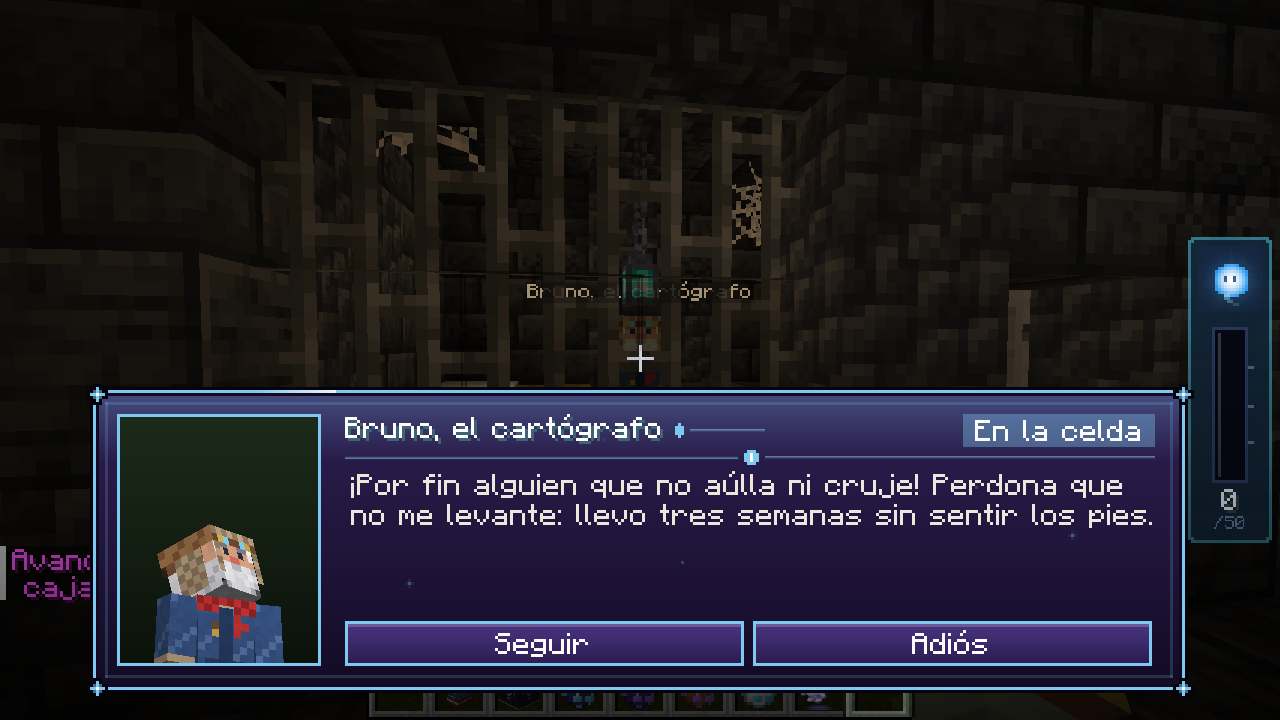 Bruno, el cartógrafo
Bruno, el cartógrafo
En la celda
¡Por fin alguien que no aúlla ni cruje! Perdona que
no me levante: llevo tres semanas sin sentir los pies.
Seguir
Adiós
0
/50